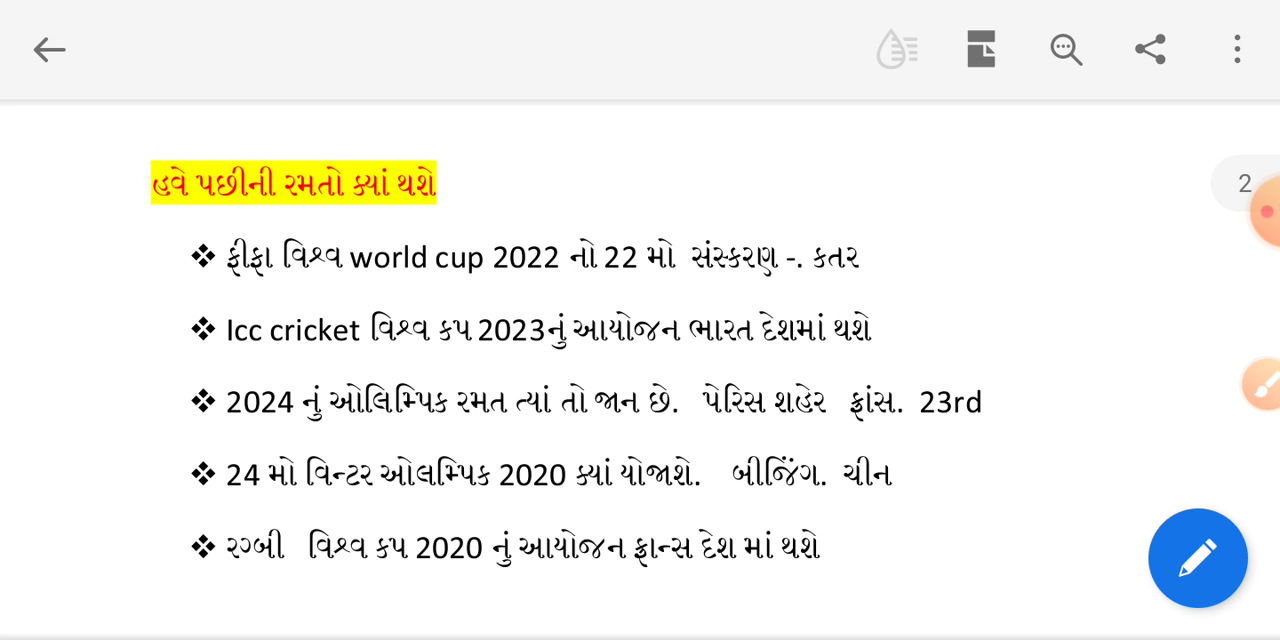 2
હવે પછીની રમતો ક્યાં થશે
❖ ફીફા વિશ્વ world cup 2022 નો 22 મો સંસ્કરણ -. કતર
❖ Icc cricket વિશ્વ કપ 2023નું આયોજન ભારત દેશમાં થશે
❖ 2024 નું ઓલિમ્પિક રમત ત્યાં તો જાન છે. પેરિસ શહેર ફ્રાંસ. 23rd
❖ 24 મો વિન્ટર ઓલમ્પિક 2020 ક્યાં યોજાશે. બીજિંગ. ચીન
❖ રગ્બી વિશ્વ કપ 2020 નું આયોજન ફ્રાન્સ દેશ માં થશે